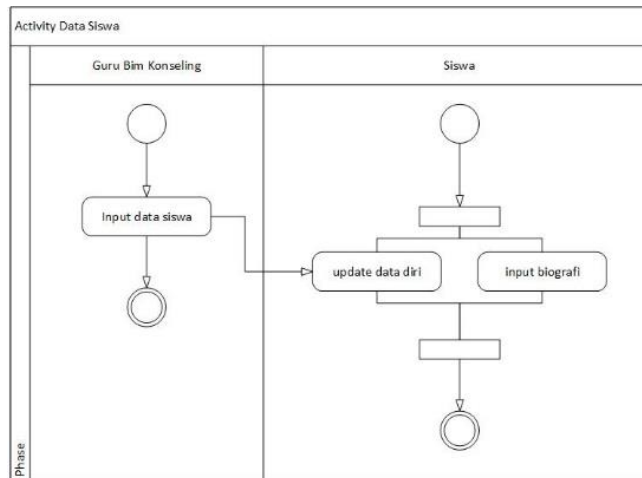 Activity Data Siswa
Guru Bim Konseling
Siswa
Input data siswa
update data diri
input biografi
Phase